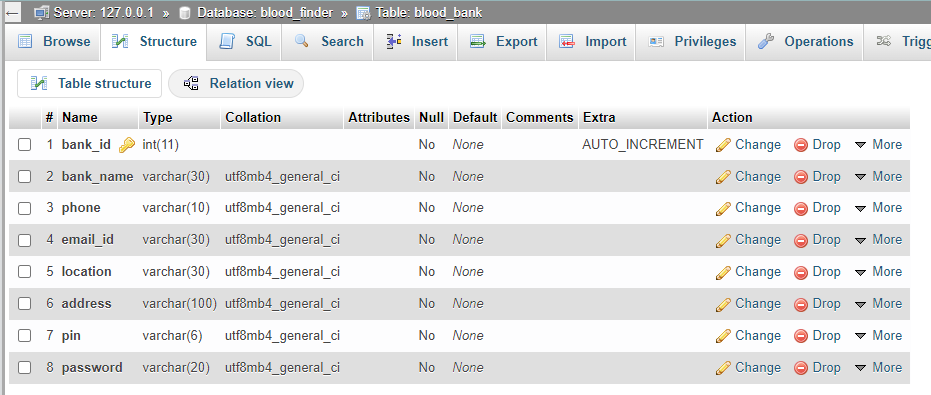 Server: 127.0.0.1 » Database: blood_finder » Table: blood_bank
Browse Structure SQL Search Insert Export Import Privileges Operations Trigg
Table structure Relation view
# Name Type Collation Attributes Null Default Comments Extra Action
1 bank_id int(11) No None AUTO_INCREMENT Change Drop More
2 bank_name varchar(30) utf8mb4_general_ci No None Change Drop More
3 phone varchar(10) utf8mb4_general_ci No None Change Drop More
4 email_id varchar(30) utf8mb4_general_ci No None Change Drop More
5 location varchar(30) utf8mb4_general_ci No None Change Drop More
6 address varchar(100) utf8mb4_general_ci No None Change Drop More
7 pin varchar(6) utf8mb4_general_ci No None Change Drop More
8 password varchar(20) utf8mb4_general_ci No None Change Drop More